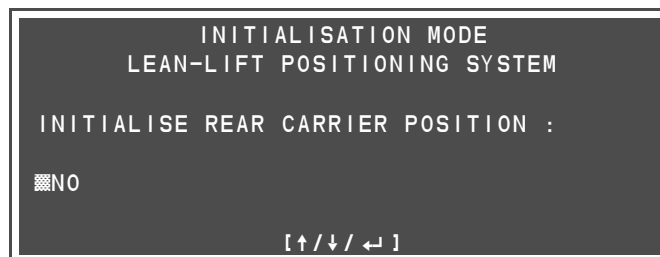 INITIALISATION MODE
LEAN-LIFT POSITIONING SYSTEM
INITIALISE REAR CARRIER POSITION :
▒NO
[↑/↓/↵]